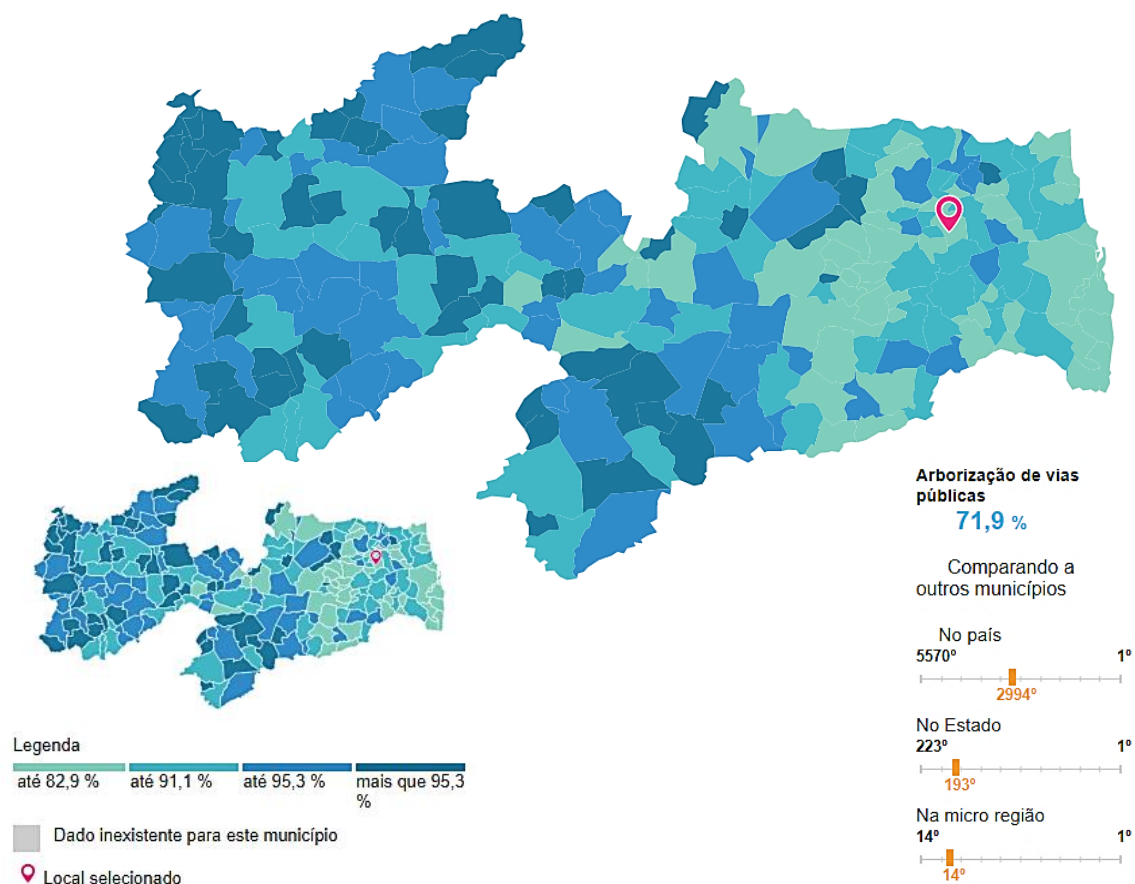 Arborização de vias
públicas
71,9 %
Comparando a
outros municípios
No país
5570º 1º
2994º
No Estado
223º 1º
193º
Na micro região
14º 1º
14º
Legenda
até 82,9 % até 91,1 % até 95,3 % mais que 95,3
%
Dado inexistente para este município
Local selecionado